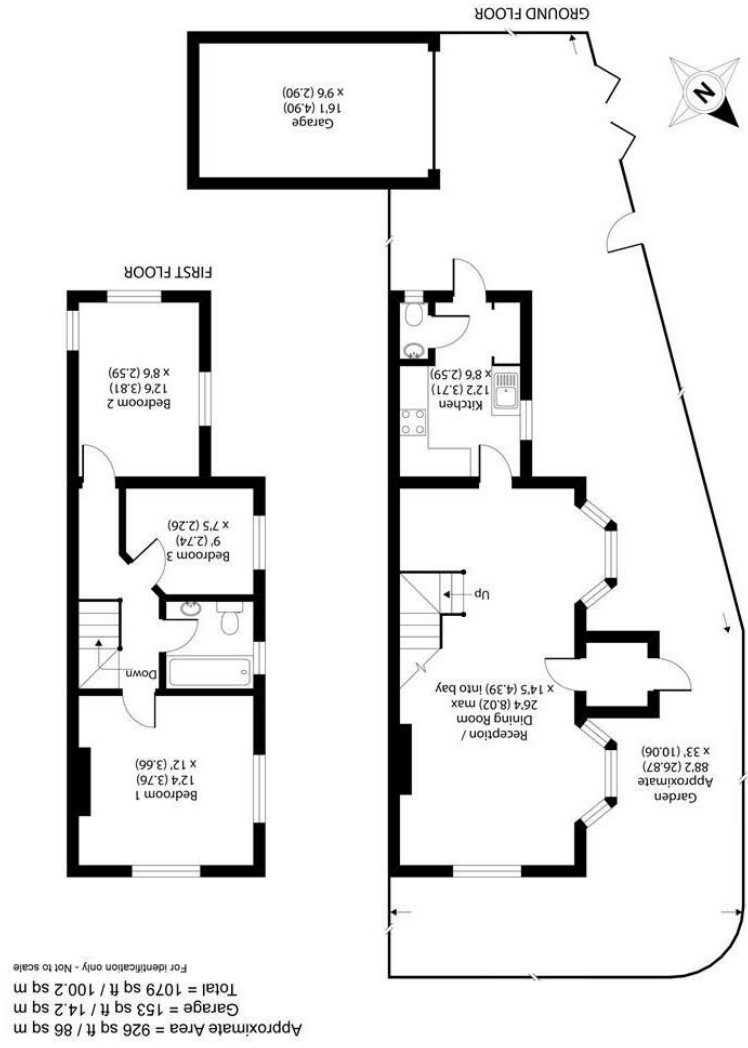 Approximate Area = 926 sq ft / 86 sq m
Garage = 153 sq ft / 14.2 sq m
Total = 1079 sq ft / 100.2 sq m
For identification only - Not to scale
Garden
Approximate
88'2 (26.87)
x 33' (10.06)
Reception /
Dining Room
26'4 (8.02) max
x 14'5 (4.39) into bay
Up
Kitchen
12'2 (3.71)
x 8'6 (2.59)
Garage
16'1 (4.90)
x 9'6 (2.90)
GROUND FLOOR
Bedroom 1
12'4 (3.76)
x 12' (3.66)
Down
Bedroom 3
9' (2.74)
x 7'5 (2.26)
Bedroom 2
12'6 (3.81)
x 8'6 (2.59)
FIRST FLOOR
N